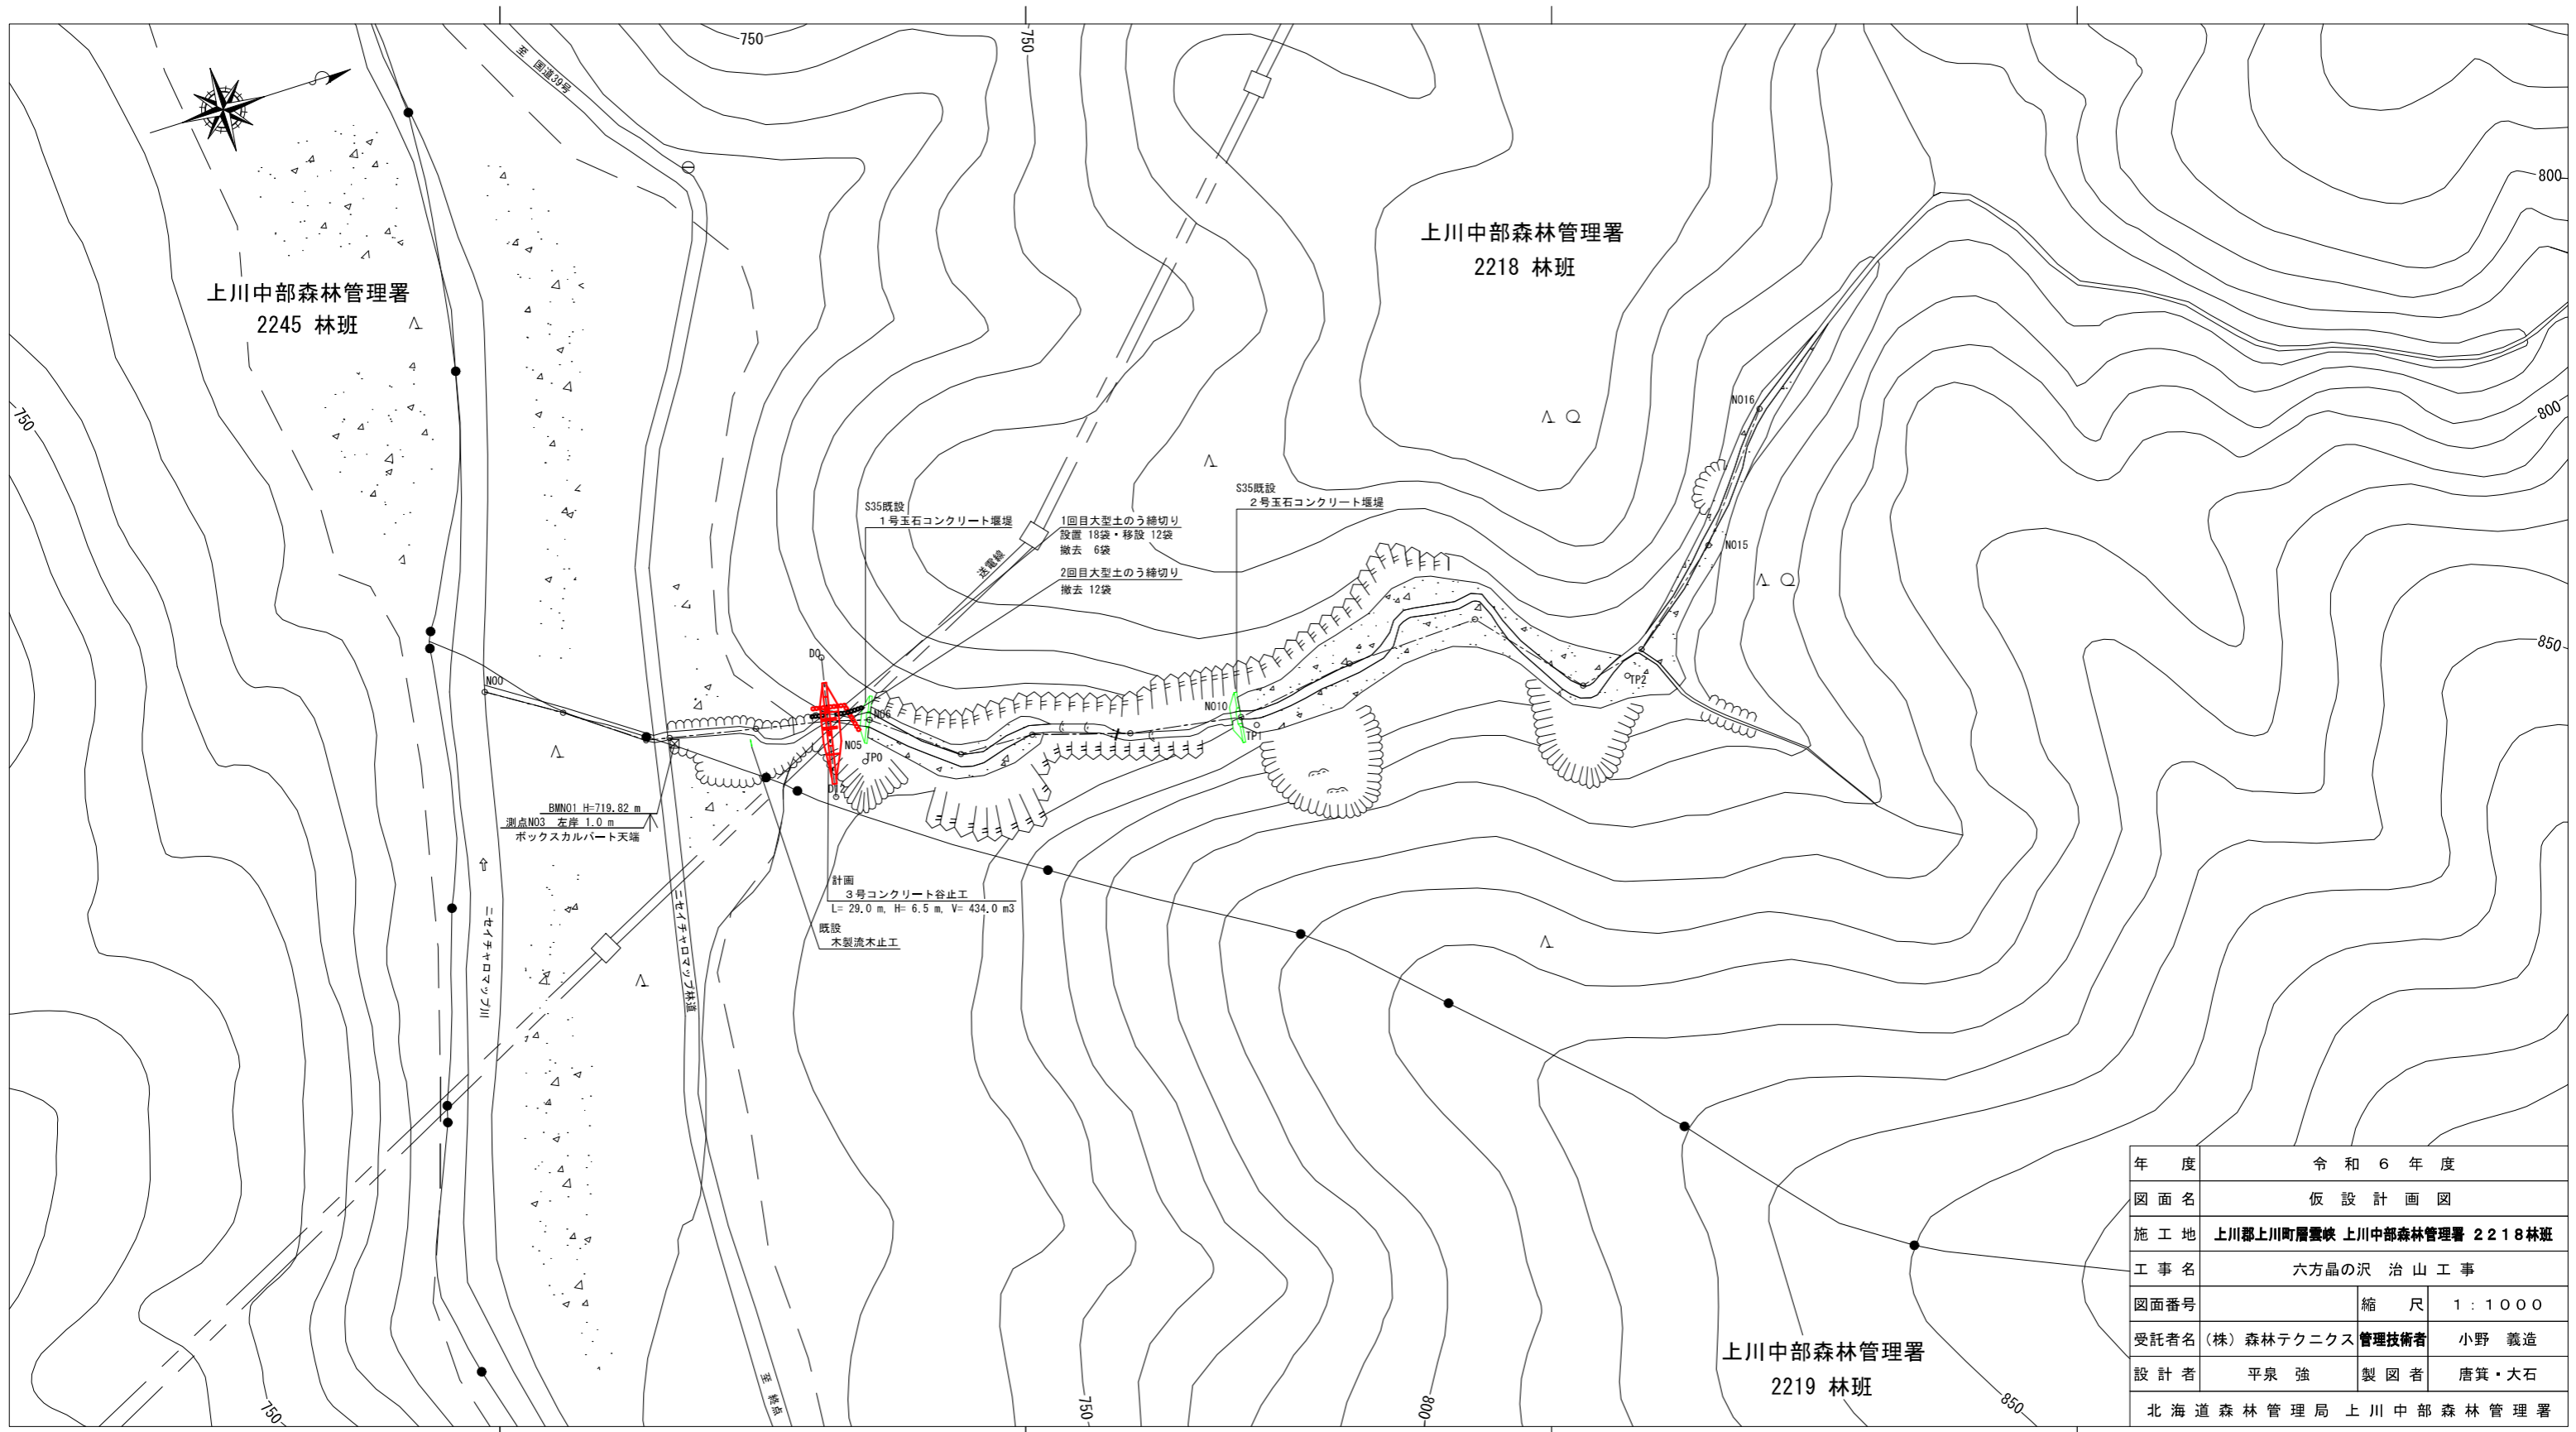 750
750
至 国道39号
800
上川中部森林管理署
2218 林班
上川中部森林管理署
2245 林班
750
800
NO16
S35既設
1号玉石コンクリート堰堤
1回目大型土のう締切り
設置 18袋・移設 12袋
撤去 6袋
2回目大型土のう締切り
撤去 12袋
S35既設
2号玉石コンクリート堰堤
送電線
NO15
850
DO
NO0
NO6
NO5
TP0
NO10
TP1
TP2
D12
BMNO1 H=719.82 m
測点NO3 左岸 1.0 m
ボックスカルバート天端
計画
3号コンクリート谷止工
L= 29.0 m, H= 6.5 m, V= 434.0 m3
既設
木製流木止工
ニセイチャロマップ川
ニセイチャロマップ林道
至 終点
750
750
800
850
上川中部森林管理署
2219 林班
年 度 令 和 6 年 度
図 面 名 仮 設 計 画 図
施 工 地 上川郡上川町層雲峡 上川中部森林管理署 2218林班
工 事 名 六方晶の沢 治 山 工 事
図面番号 縮 尺 1:1000
受託者名 (株)森林テクニクス 管理技術者 小野 義造
設 計 者 平泉 強 製 図 者 唐箕・大石
北 海 道 森 林 管 理 局 上 川 中 部 森 林 管 理 署